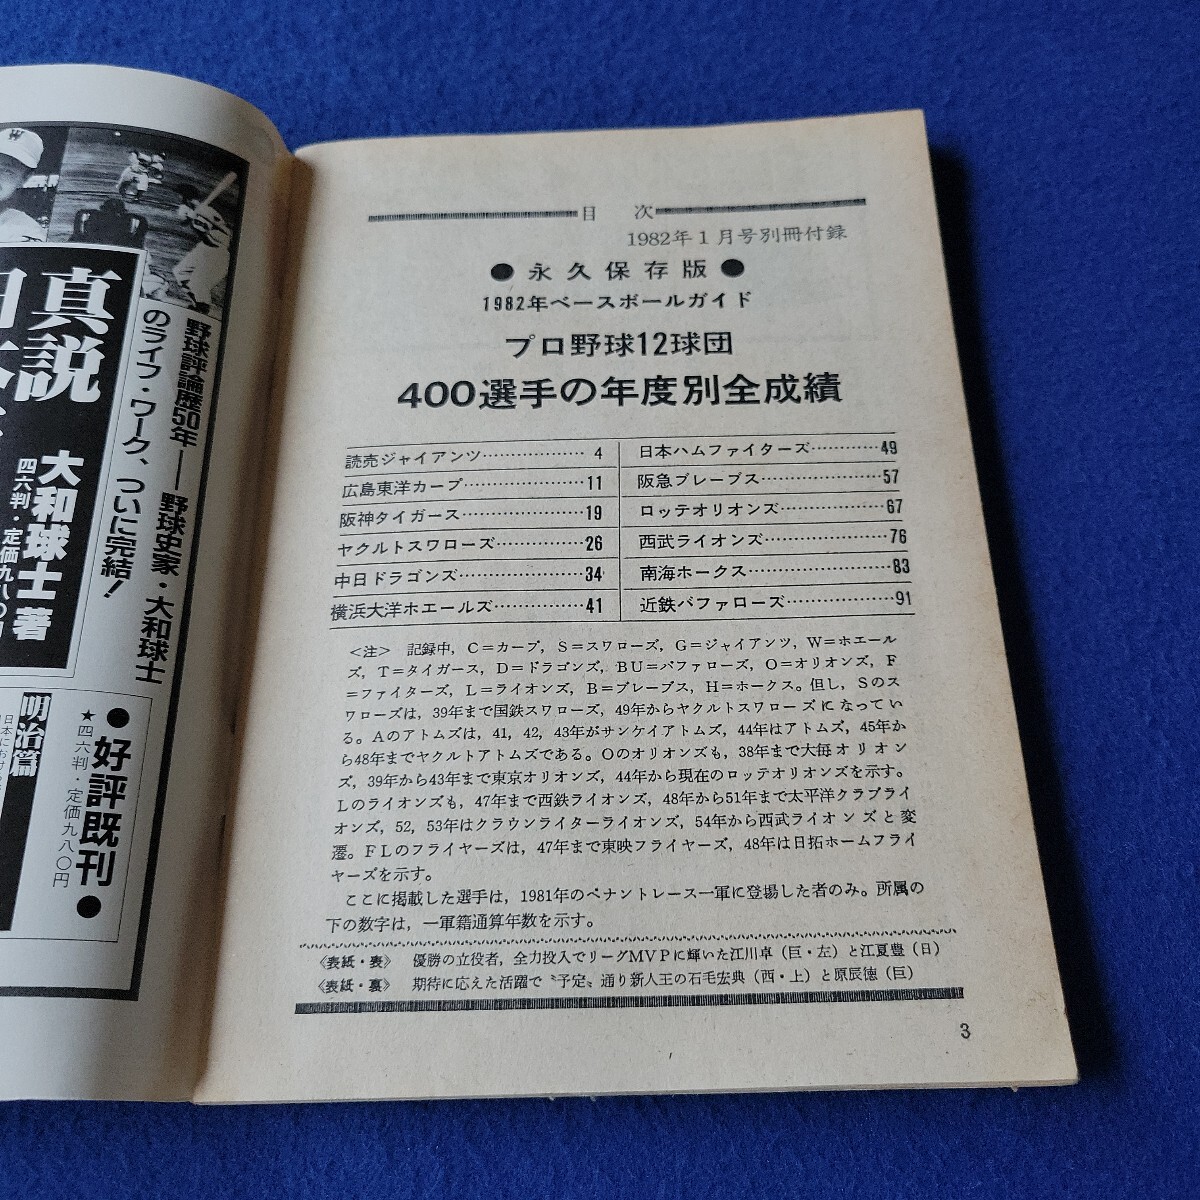 目　次
1982年1月号別冊付録
●永久保存版●
1982年ベースボールガイド
プロ野球12球団
400選手の年度別全成績
読売ジャイアンツ………………4
広島東洋カープ…………………11
阪神タイガース…………………19
ヤクルトスワローズ……………26
中日ドラゴンズ…………………34
横浜大洋ホエールズ……………41
日本ハムファイターズ…………49
阪急ブレーブス…………………57
ロッテオリオンズ………………67
西武ライオンズ…………………76
南海ホークス……………………83
近鉄バファローズ………………91
＜注＞　記録中，C＝カープ，S＝スワローズ，G＝ジャイアンツ，W＝ホエール
ズ，T＝タイガース，D＝ドラゴンズ，BU＝バファローズ，O＝オリオンズ，F
＝ファイターズ，L＝ライオンズ，B＝ブレーブス，H＝ホークス。但し，Sのス
ワローズは，39年まで国鉄スワローズ，49年からヤクルトスワローズになってい
る。Aのアトムズは，41，42，43年がサンケイアトムズ，44年はアトムズ，45年か
ら48年までヤクルトアトムズである。Oのオリオンズも，38年まで大毎オリオン
ズ，39年から43年まで東京オリオンズ，44年から現在のロッテオリオンズを示す。
Lのライオンズも，47年まで西鉄ライオンズ，48年から51年まで太平洋クラブライ
オンズ，52，53年はクラウンライターライオンズ，54年から西武ライオンズと変
遷。FLのフライヤーズは，47年まで東映フライヤーズ，48年は日拓ホームフライ
ヤーズを示す。
ここに掲載した選手は，1981年のペナントレース一軍に登場した者のみ。所属の
下の数字は，一軍籍通算年数を示す。
《表紙・表》　優勝の立役者，全力投入でリーグMVPに輝いた江川卓（巨・左）と江夏豊（日）
《表紙・裏》　期待に応えた活躍で〝予定〟通り新人王の石毛宏典（西・上）と原辰徳（巨）
3
野球評論歴50年――野球史家・大和球士
のライフ・ワーク、ついに完結！
真説
大和球士 著
四六判・定価九八〇円
●好評既刊●
★四六判・定価九八〇円
明治篇